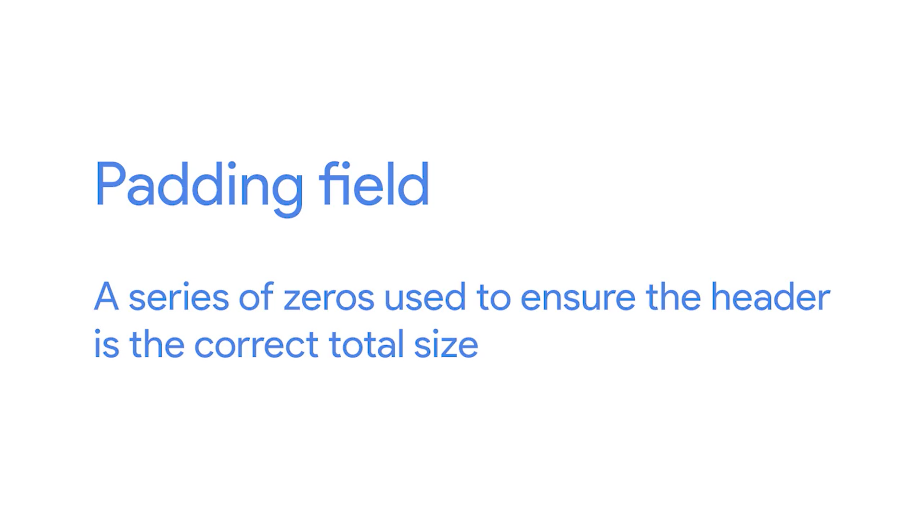 Padding field
A series of zeros used to ensure the header
is the correct total size